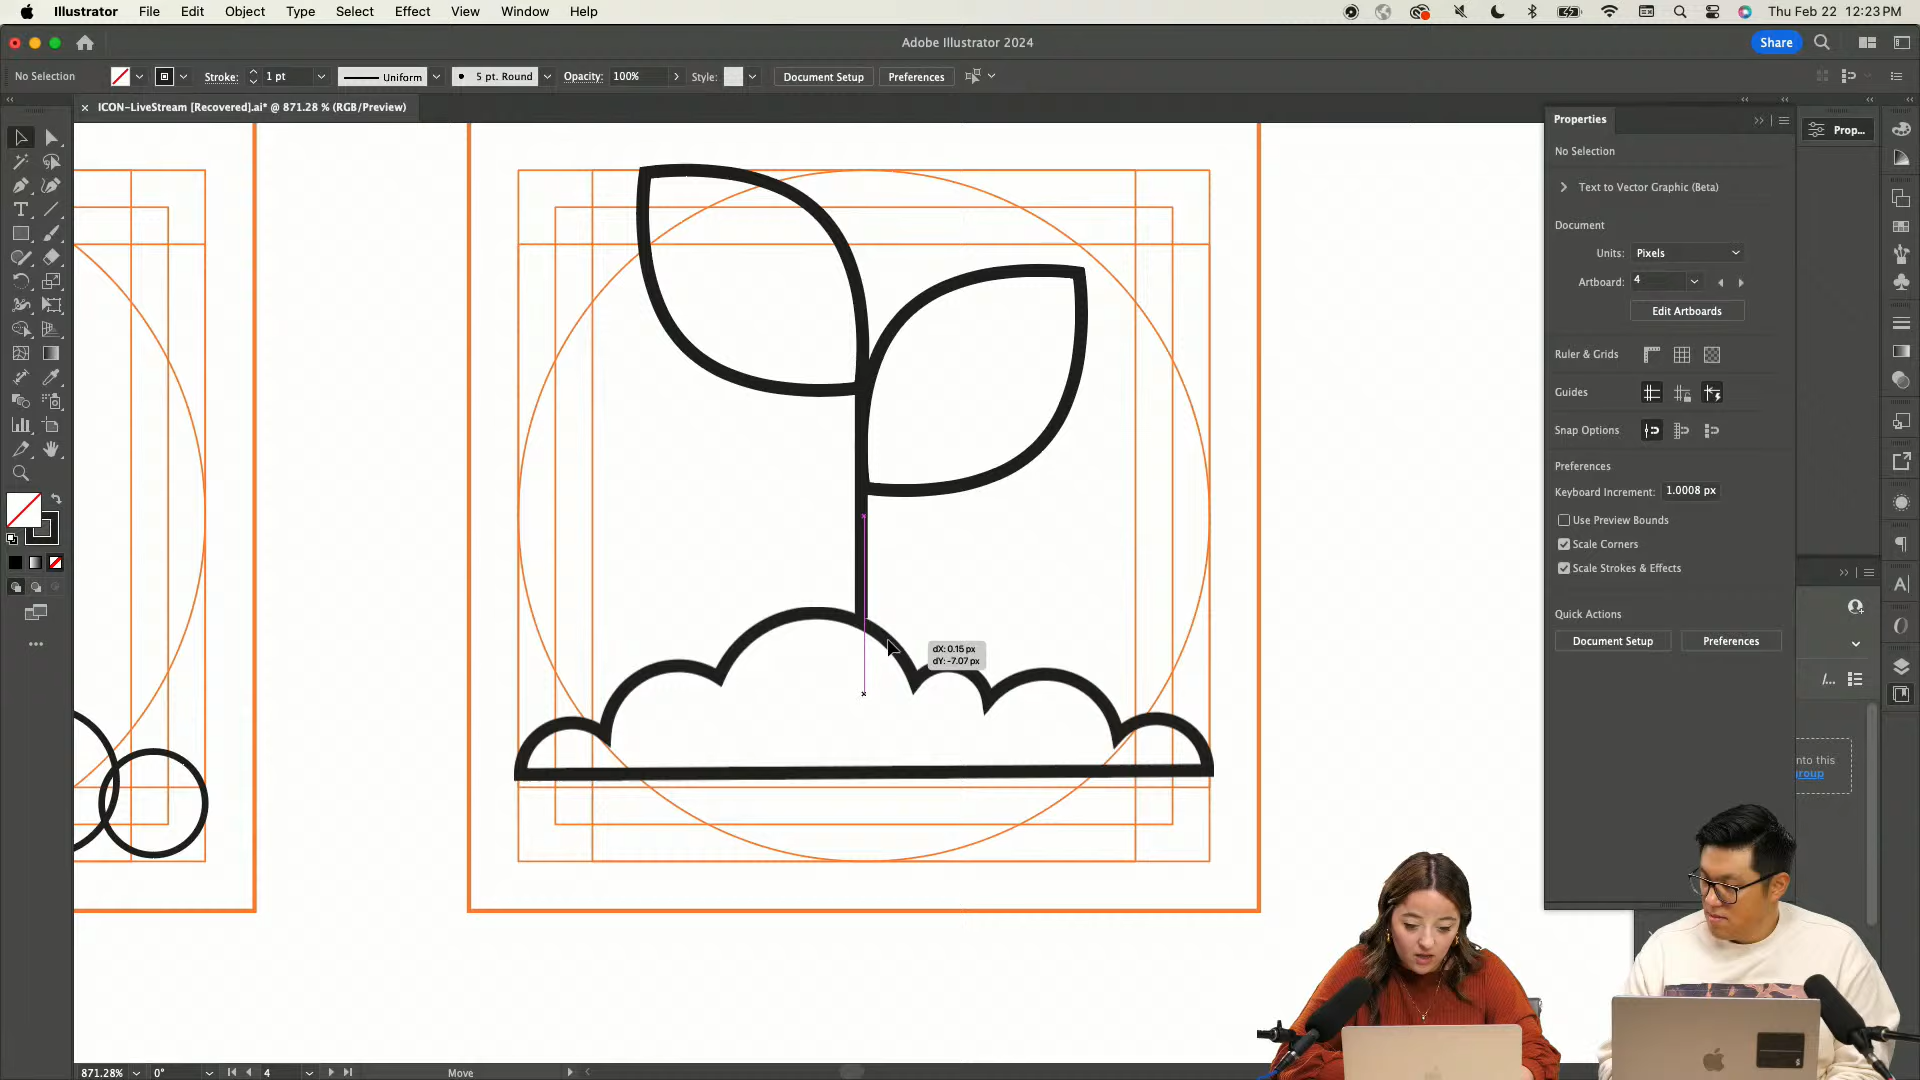 Illustrator File Edit Object Type Select Effect View Window Help
Thu Feb 22 12:23 PM
Adobe Illustrator 2024
Share
No Selection
Stroke: 1 pt
Uniform
5 pt. Round
Opacity: 100%
Style:
Document Setup
Preferences
× ICON-LiveStream [Recovered].ai* @ 871.28 % (RGB/Preview)
Properties
Prop...
No Selection
Text to Vector Graphic (Beta)
Document
Units: Pixels
Artboard: 4
Edit Artboards
Ruler & Grids
Guides
Snap Options
Preferences
Keyboard Increment: 1.0008 px
Use Preview Bounds
Scale Corners
Scale Strokes & Effects
Quick Actions
Document Setup
Preferences
dX: 0.15 px
dY: -7.07 px
/...
nto this
group
871.28%
0°
4
Move